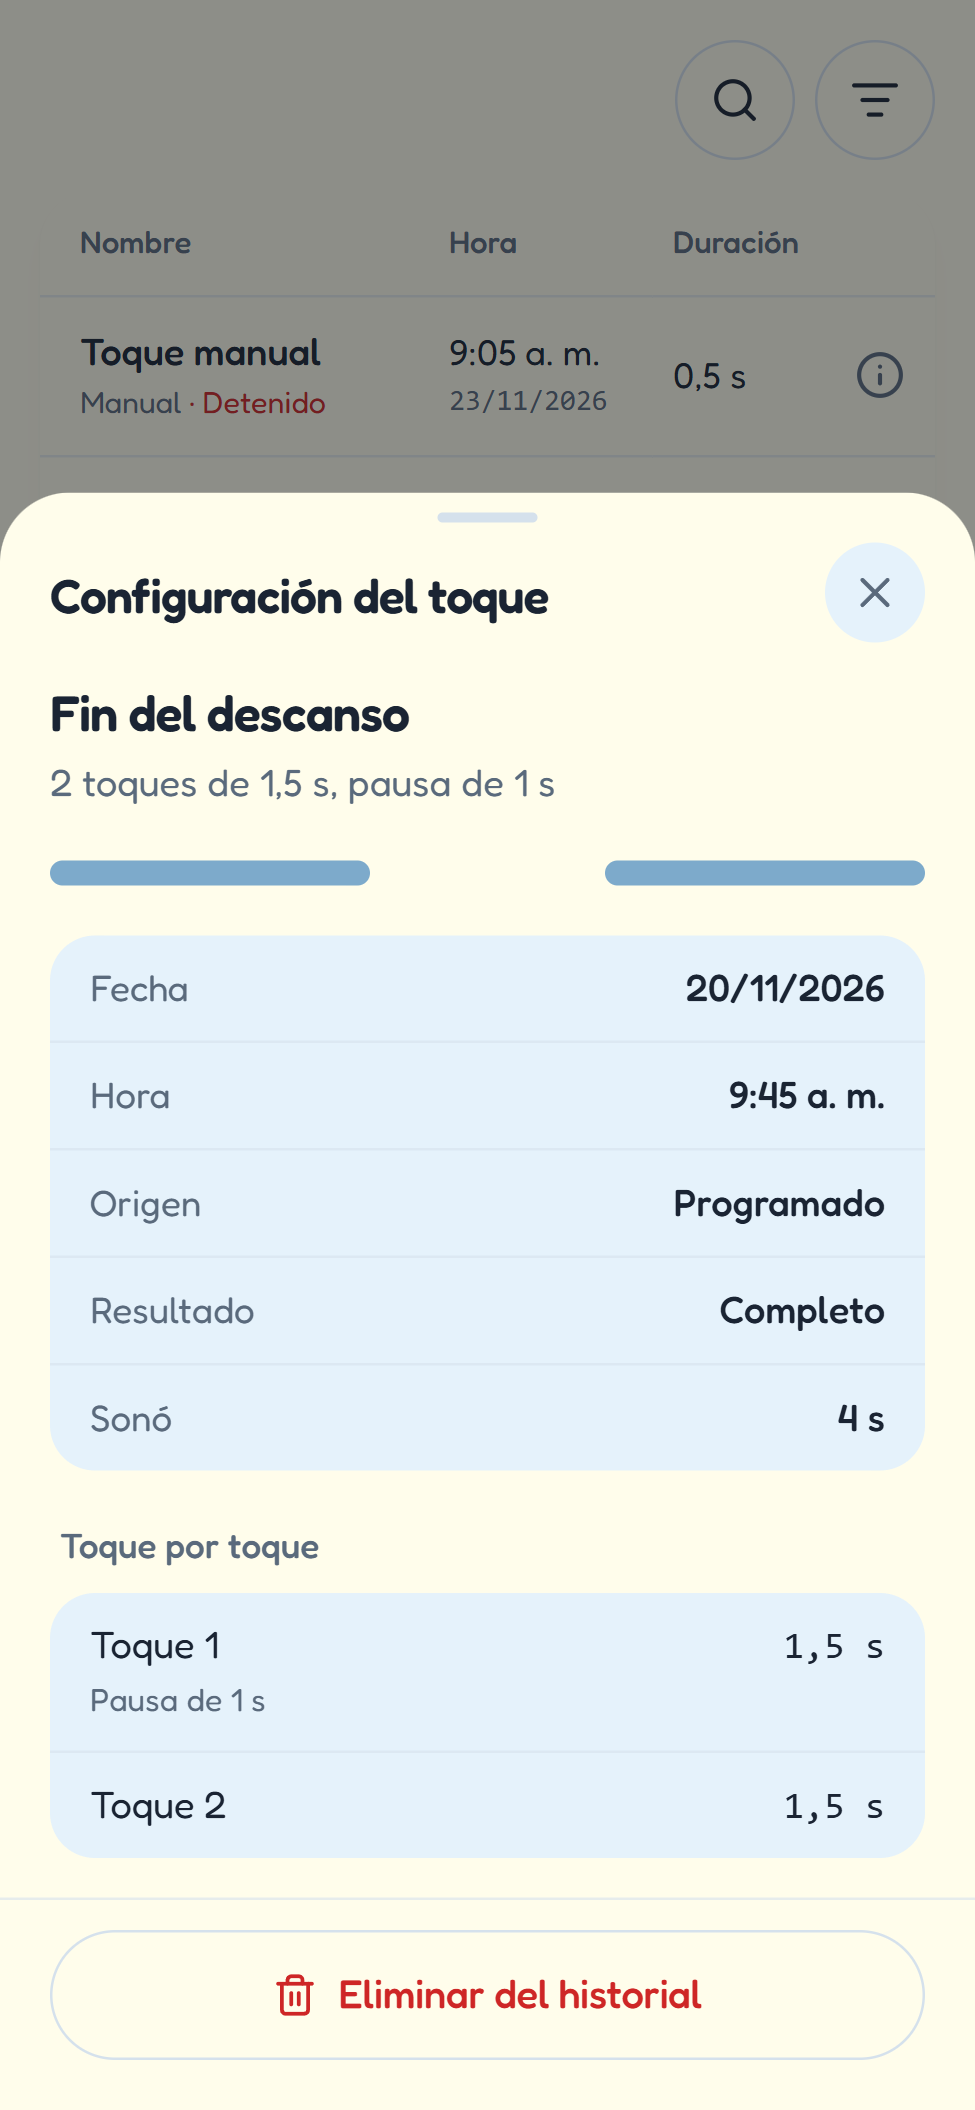 Nombre Hora Duración
Toque manual 9:05 a. m. 0,5 s
Manual · Detenido 23/11/2026
Configuración del toque
Fin del descanso
2 toques de 1,5 s, pausa de 1 s
Fecha 20/11/2026
Hora 9:45 a. m.
Origen Programado
Resultado Completo
Sonó 4 s
Toque por toque
Toque 1 1,5 s
Pausa de 1 s
Toque 2 1,5 s
Eliminar del historial